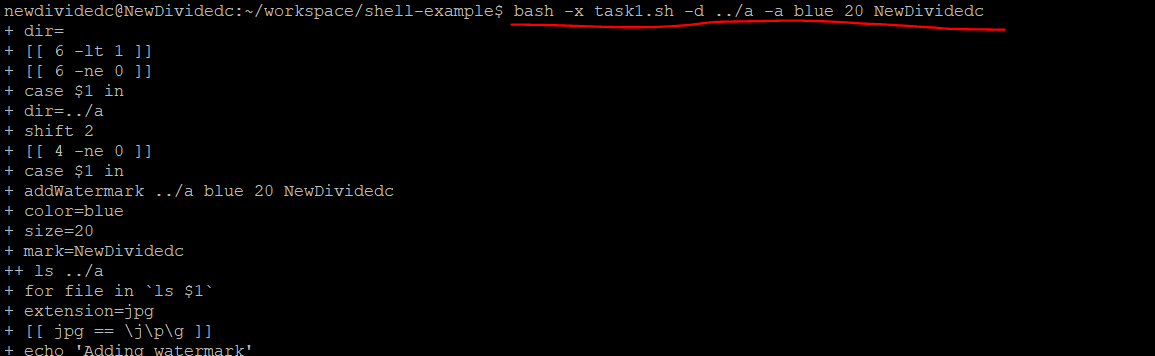 newdividedc@NewDividedc:~/workspace/shell-example$ bash -x task1.sh -d ../a -a blue 20 NewDividedc
+ dir=
+ [[ 6 -lt 1 ]]
+ [[ 6 -ne 0 ]]
+ case $1 in
+ dir=../a
+ shift 2
+ [[ 4 -ne 0 ]]
+ case $1 in
+ addWatermark ../a blue 20 NewDividedc
+ color=blue
+ size=20
+ mark=NewDividedc
++ ls ../a
+ for file in `ls $1`
+ extension=jpg
+ [[ jpg == \j\p\g ]]
+ echo 'Adding watermark'